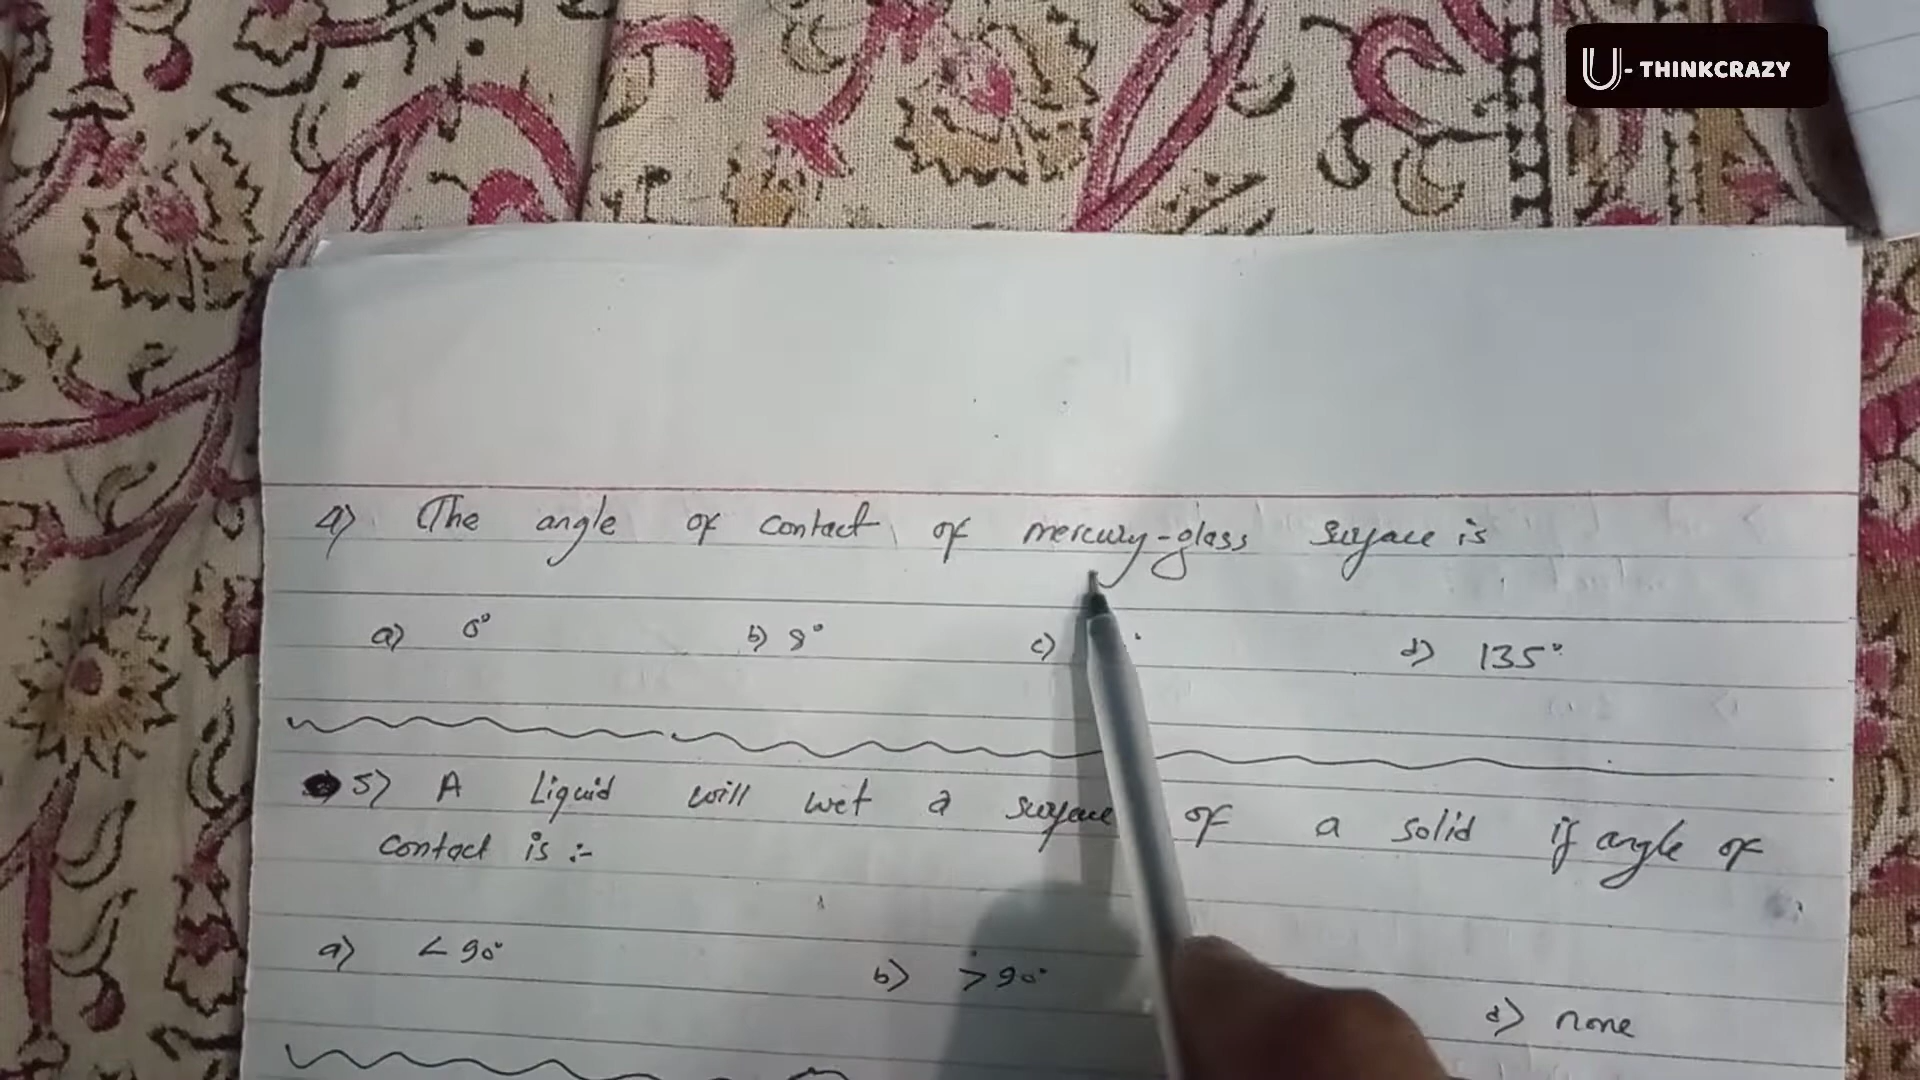 U - THINKCRAZY
4) The angle of contact of mercury-glass surface is
a) 0° b) 8° c) d) 135°
5) A Liquid will wet a surface of a solid if angle of
contact is :-
a) < 90° b) > 90° d) none